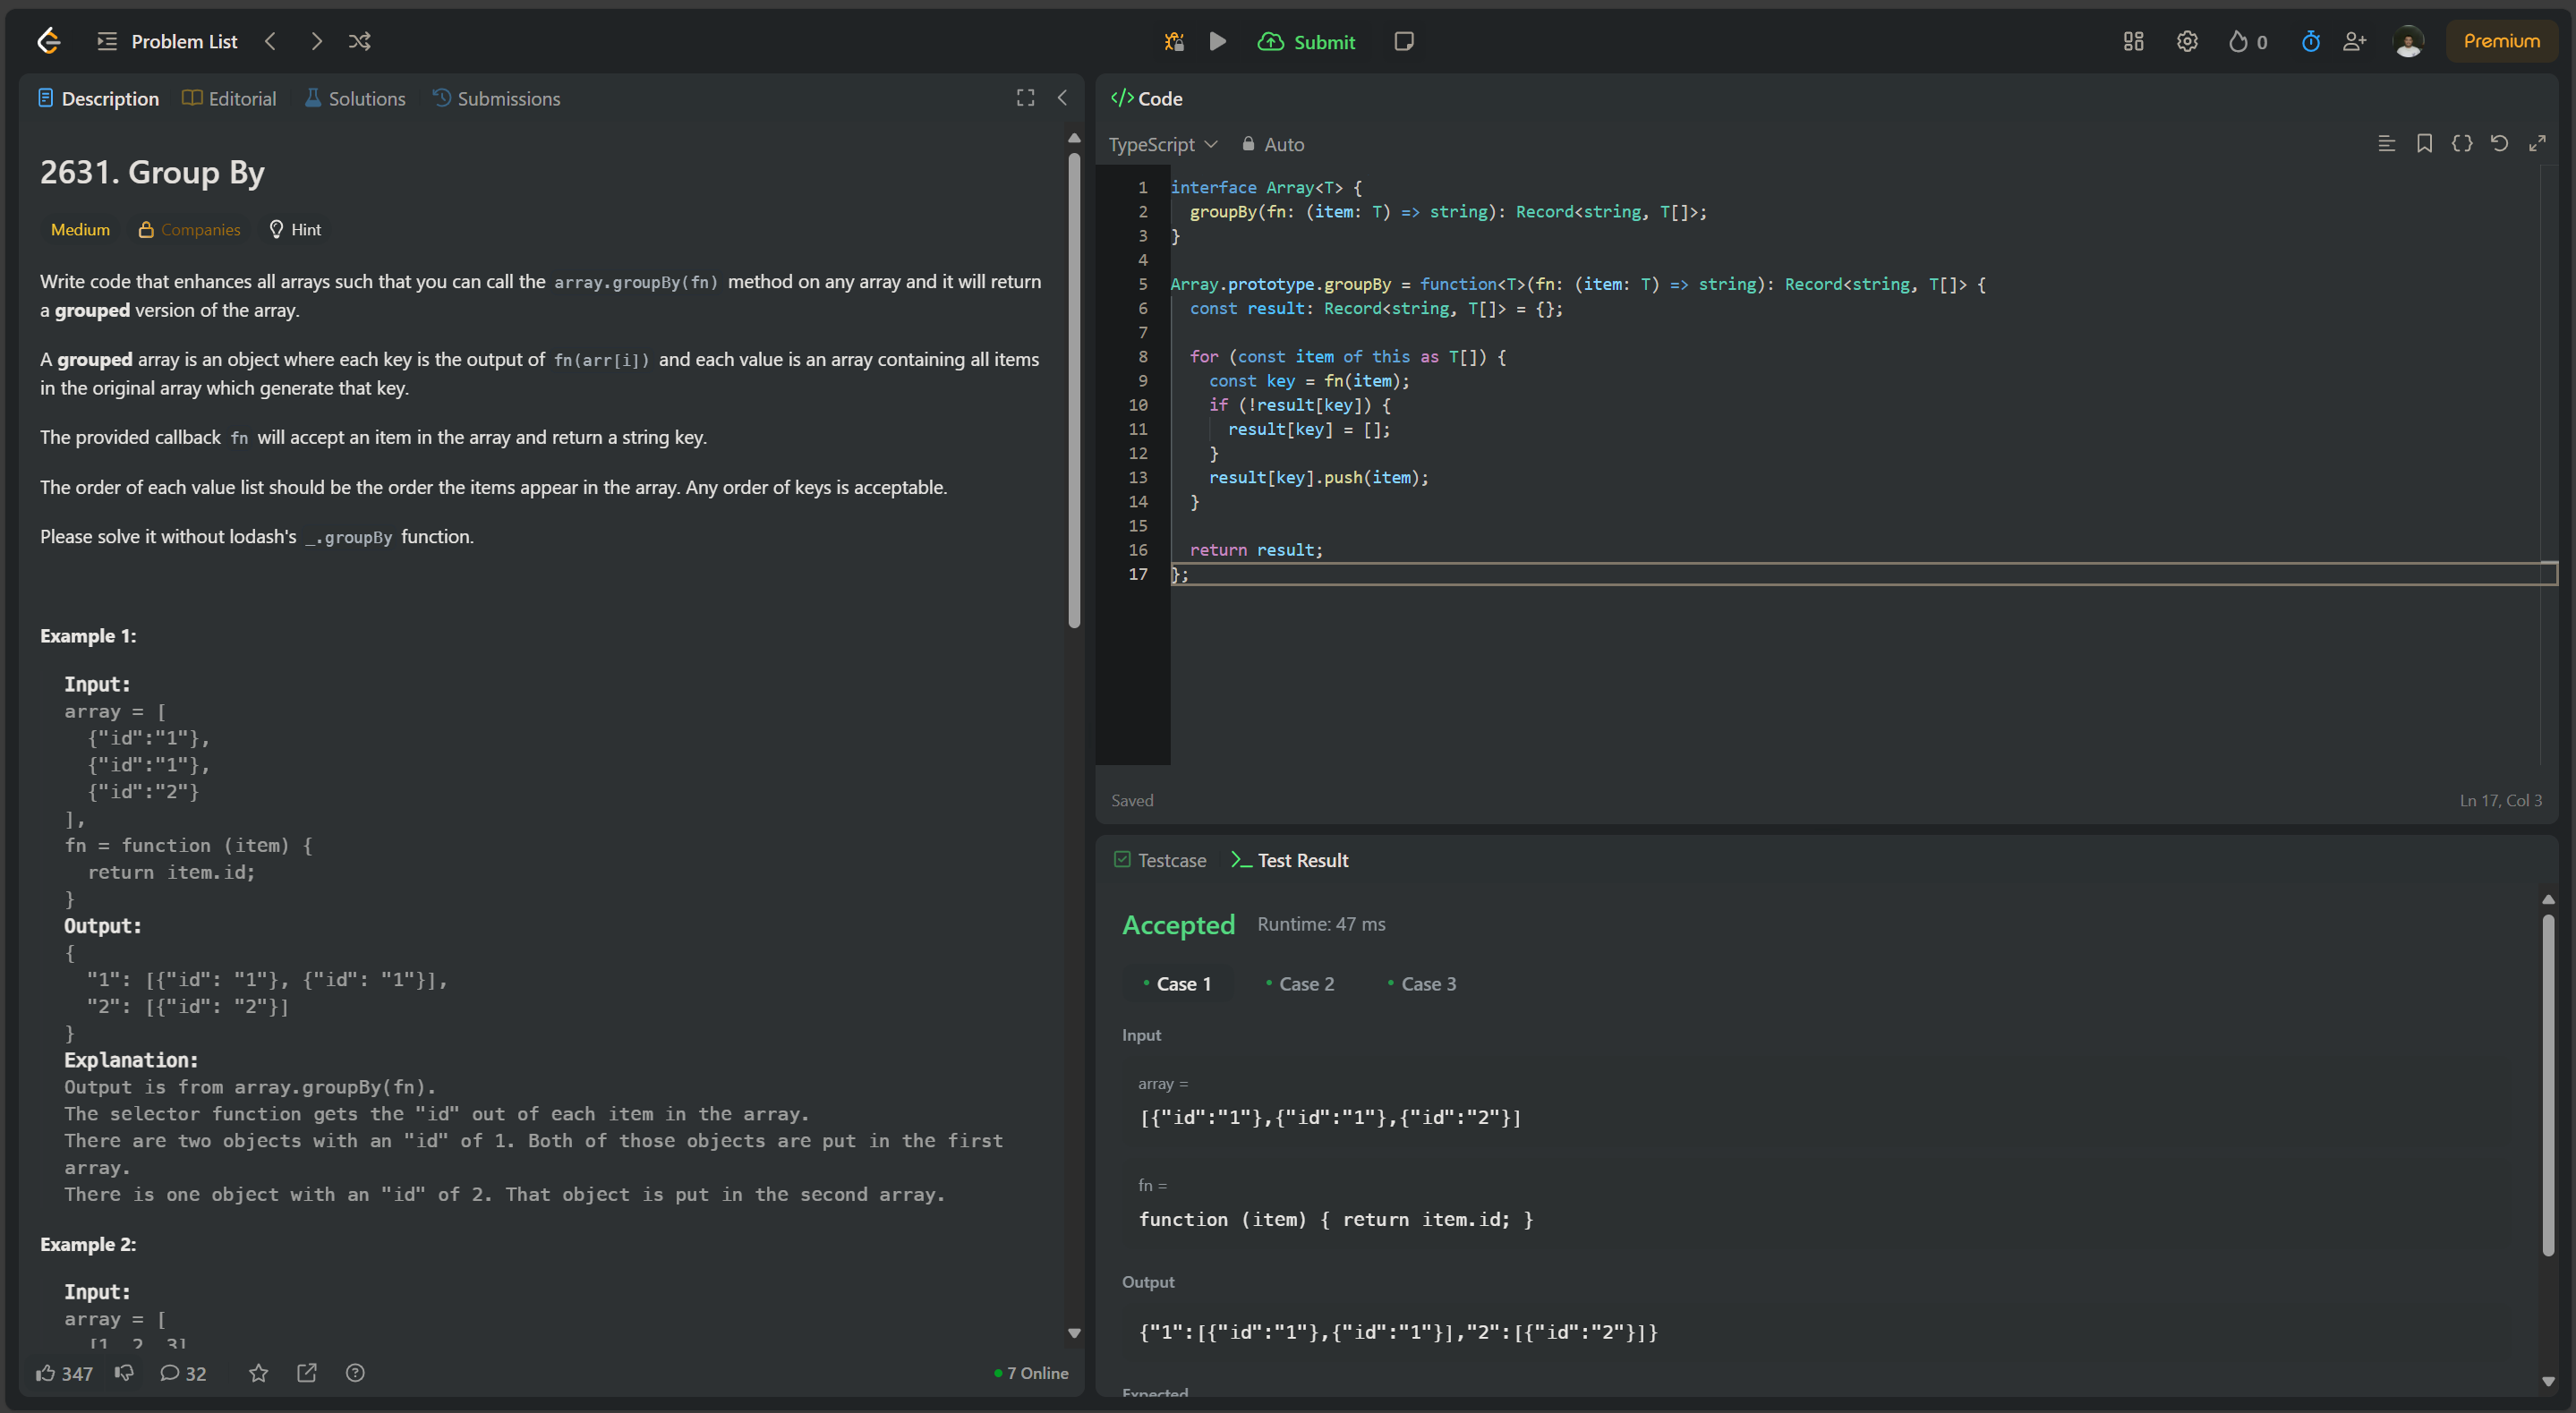 Problem List
Submit
0
Premium
Description
Editorial
Solutions
Submissions
2631. Group By
Medium
Companies
Hint
Write code that enhances all arrays such that you can call the array.groupBy(fn) method on any array and it will return
a grouped version of the array.
A grouped array is an object where each key is the output of fn(arr[i]) and each value is an array containing all items
in the original array which generate that key.
The provided callback fn will accept an item in the array and return a string key.
The order of each value list should be the order the items appear in the array. Any order of keys is acceptable.
Please solve it without lodash's _.groupBy function.
Example 1:
Input:
array = [
  {"id":"1"},
  {"id":"1"},
  {"id":"2"}
],
fn = function (item) {
  return item.id;
}
Output:
{
  "1": [{"id": "1"}, {"id": "1"}],
  "2": [{"id": "2"}]
}
Explanation:
Output is from array.groupBy(fn).
The selector function gets the "id" out of each item in the array.
There are two objects with an "id" of 1. Both of those objects are put in the first
array.
There is one object with an "id" of 2. That object is put in the second array.
Example 2:
Input:
array = [
  [1, 2, 3]
347
32
7 Online
</> Code
TypeScript
Auto
1 interface Array<T> {
2   groupBy(fn: (item: T) => string): Record<string, T[]>;
3 }
4
5 Array.prototype.groupBy = function<T>(fn: (item: T) => string): Record<string, T[]> {
6   const result: Record<string, T[]> = {};
7
8   for (const item of this as T[]) {
9     const key = fn(item);
10     if (!result[key]) {
11       result[key] = [];
12     }
13     result[key].push(item);
14   }
15
16   return result;
17 };
Saved
Ln 17, Col 3
Testcase
Test Result
Accepted
Runtime: 47 ms
Case 1
Case 2
Case 3
Input
array =
[{"id":"1"},{"id":"1"},{"id":"2"}]
fn =
function (item) { return item.id; }
Output
{"1":[{"id":"1"},{"id":"1"}],"2":[{"id":"2"}]}
Expected